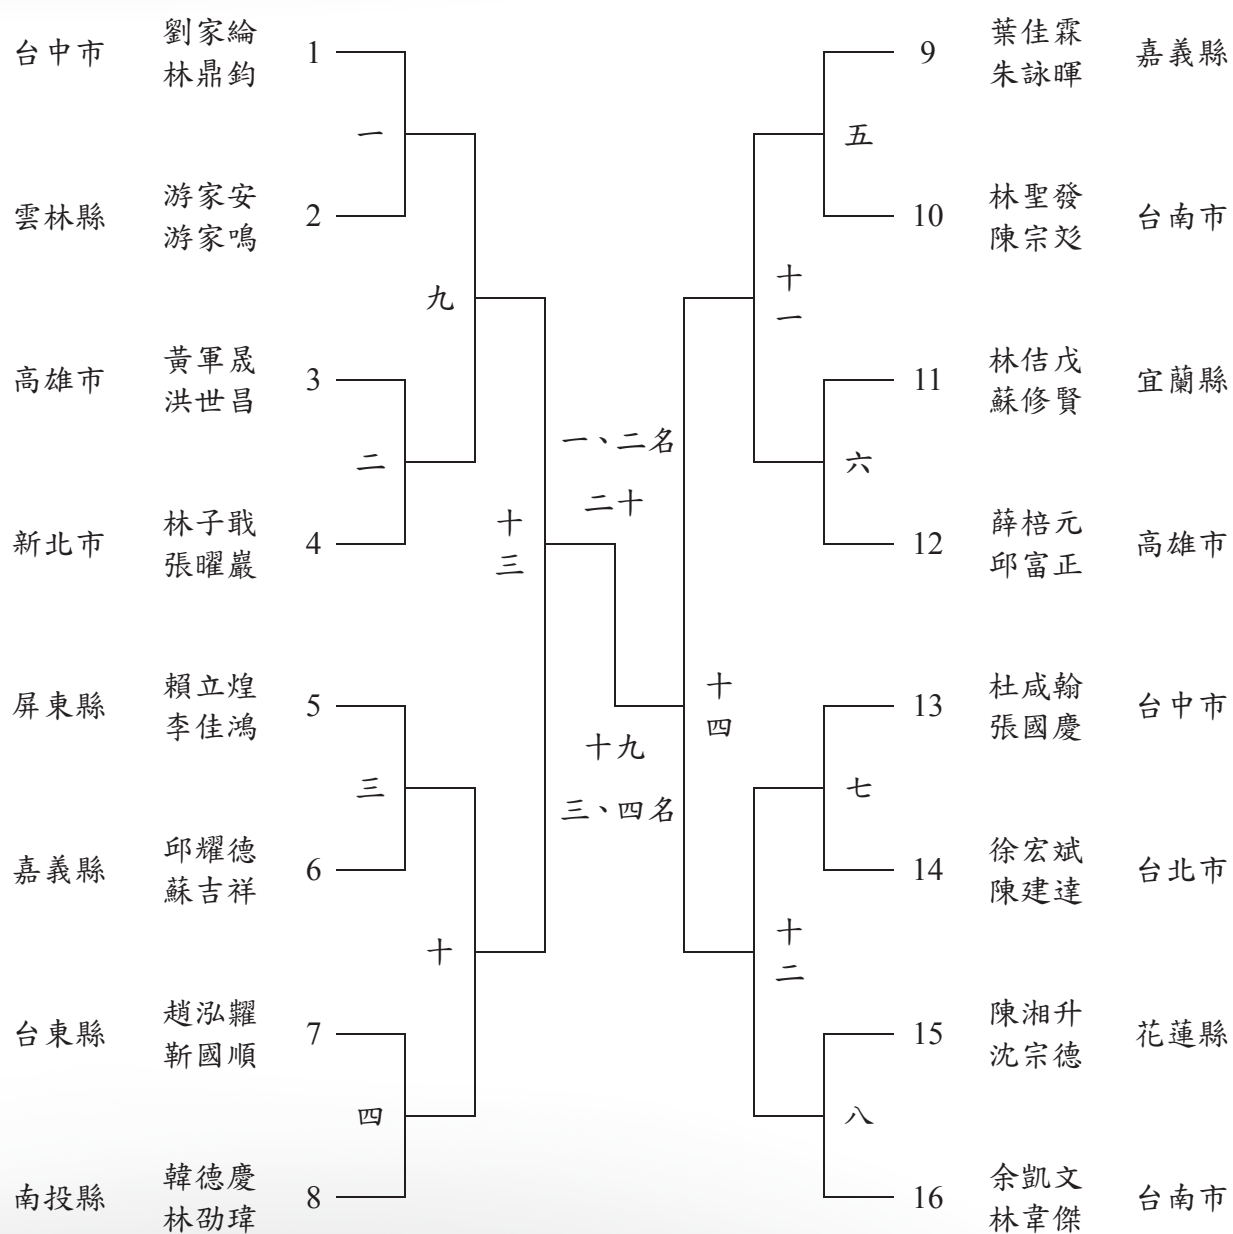 台中市 劉家綸 林鼎鈞 1
一
雲林縣 游家安 游家鳴 2
九
高雄市 黃軍晟 洪世昌 3
二
新北市 林子戩 張曜巖 4
十三
屏東縣 賴立煌 李佳鴻 5
三
嘉義縣 邱耀德 蘇吉祥 6
十
台東縣 趙泓糶 靳國順 7
四
南投縣 韓德慶 林劭瑋 8
一、二名
二十
十九
三、四名
9 葉佳霖 朱詠暉 嘉義縣
五
10 林聖發 陳宗彣 台南市
十一
11 林佶戊 蘇修賢 宜蘭縣
六
12 薛棓元 邱富正 高雄市
十四
13 杜咸翰 張國慶 台中市
七
14 徐宏斌 陳建達 台北市
十二
15 陳湘升 沈宗德 花蓮縣
八
16 余凱文 林韋傑 台南市